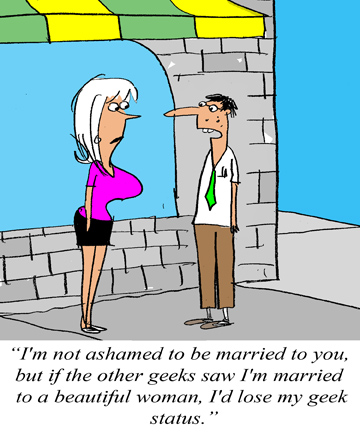 “I'm not ashamed to be married to you,
but if the other geeks saw I'm married
to a beautiful woman, I'd lose my geek
status.”